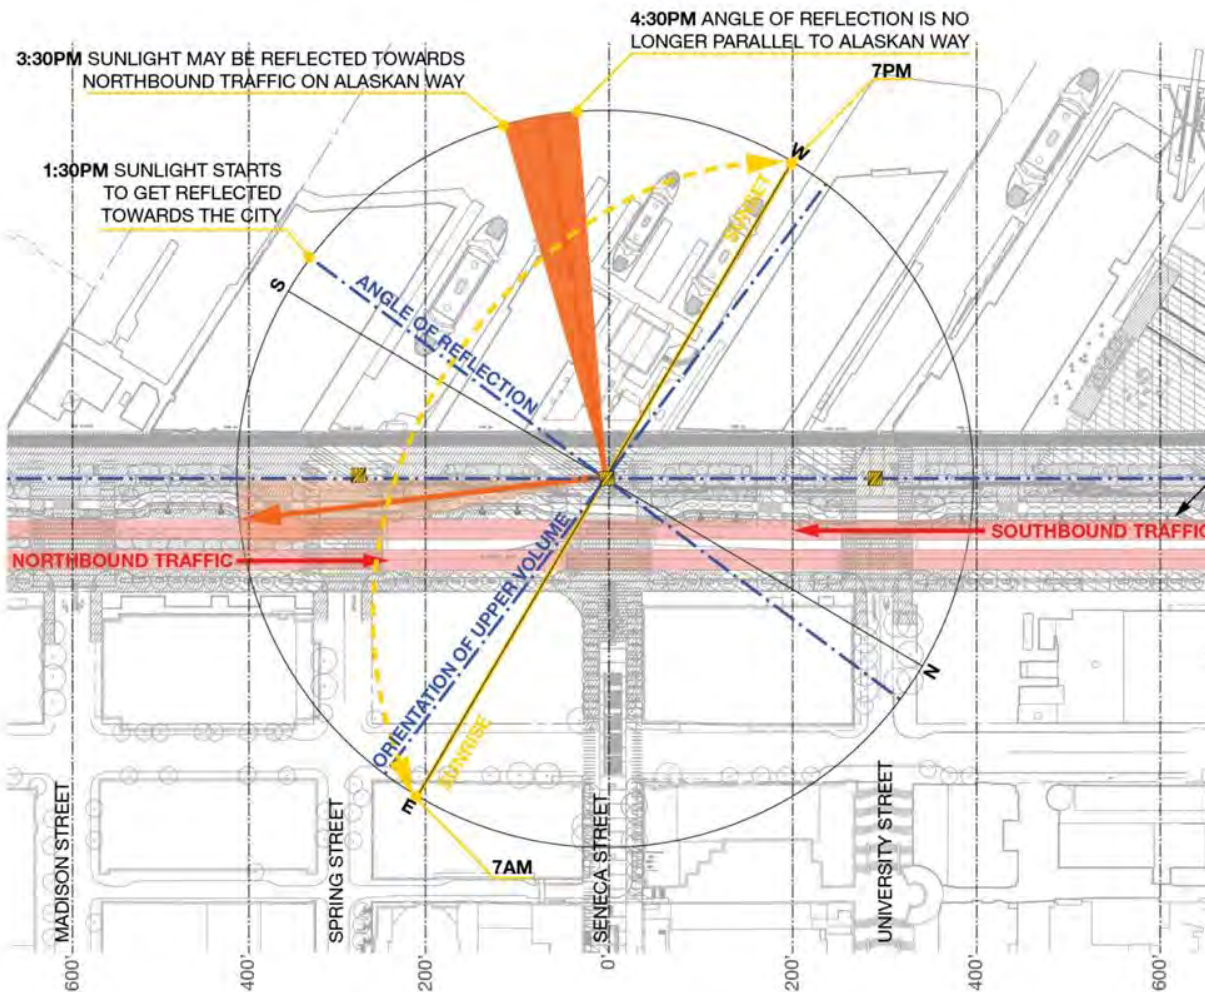 4:30PM ANGLE OF REFLECTION IS NO
LONGER PARALLEL TO ALASKAN WAY
3:30PM SUNLIGHT MAY BE REFLECTED TOWARDS
NORTHBOUND TRAFFIC ON ALASKAN WAY
7PM
1:30PM SUNLIGHT STARTS
TO GET REFLECTED
TOWARDS THE CITY
W
S
SUNSET
ANGLE OF REFLECTION
SOUTHBOUND TRAFFIC
NORTHBOUND TRAFFIC
ORIENTATION OF UPPER VOLUME
N
SUNRISE
E
7AM
MADISON STREET
SPRING STREET
SENECA STREET
UNIVERSITY STREET
600'
400'
200'
0'
200'
400'
600'